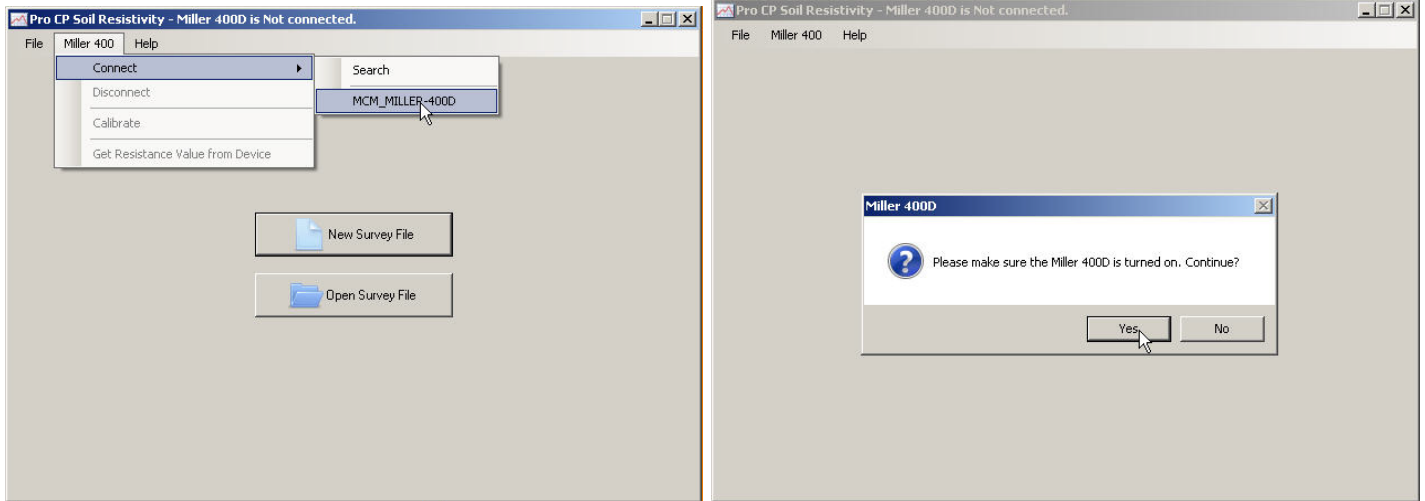 Pro CP Soil Resistivity - Miller 400D is Not connected.
File Miller 400 Help
Connect
Search
Disconnect
MCM_MILLER-400D
Calibrate
Get Resistance Value from Device
New Survey File
Open Survey File
Pro CP Soil Resistivity - Miller 400D is Not connected.
File Miller 400 Help
Miller 400D
Please make sure the Miller 400D is turned on. Continue?
Yes No